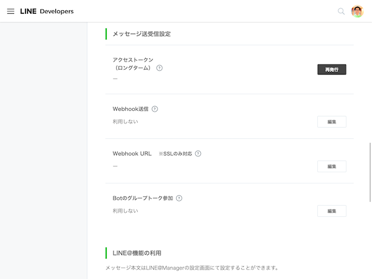 LINE Developers
メッセージ送受信設定
アクセストークン
（ロングターム） ?
再発行
—
Webhook送信 ?
利用しない
編集
Webhook URL ※SSLのみ対応 ?
—
編集
Botのグループトーク参加 ?
利用しない
編集
LINE@機能の利用
メッセージ本文はLINE@Managerの設定画面にて設定することができます。